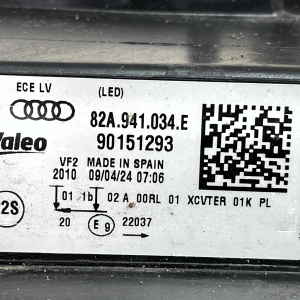 ECE LV (LED)
82A.941.034.E
Valeo 90151293
VF2 MADE IN SPAIN
2010 09/04/24 07:06
01 1b 02 A 00RL 01 XCVTER 01K PL
2S
20 E9 22037